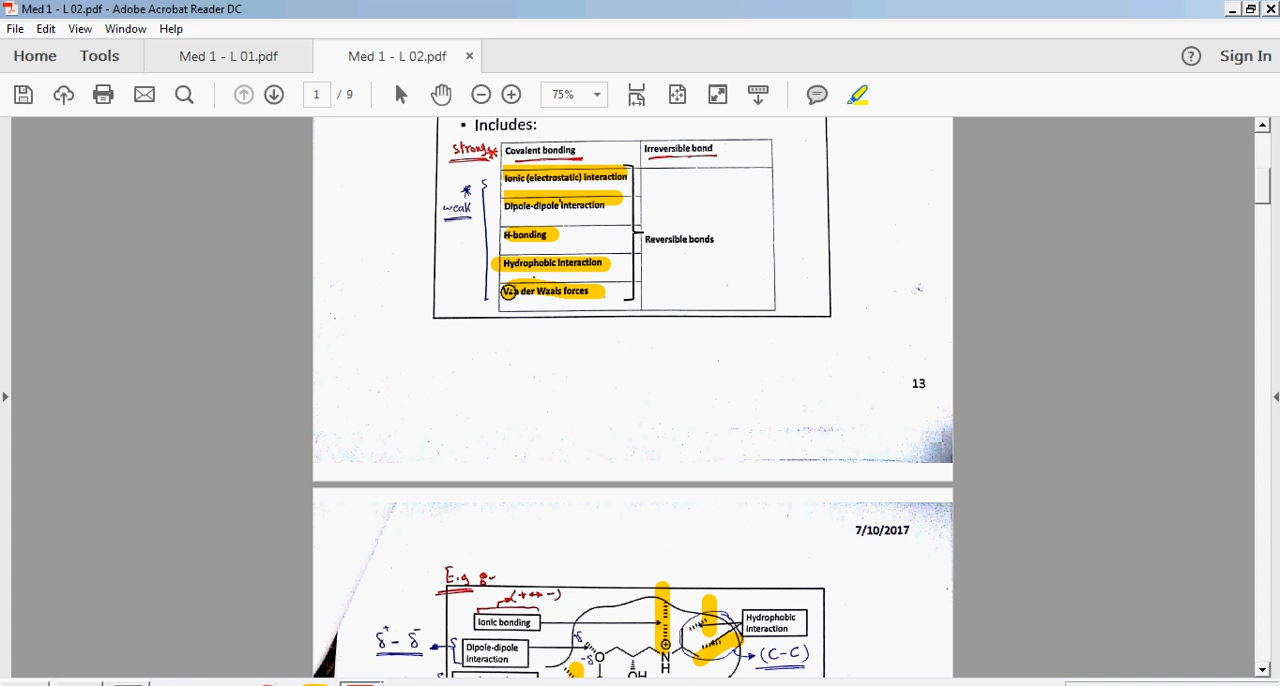 Med 1 - L 02.pdf - Adobe Acrobat Reader DC
File Edit View Window Help
Home Tools Med 1 - L 01.pdf Med 1 - L 02.pdf × ? Sign In
1 / 9 75%
• Includes:
strong* Covalent bonding Irreversible bond
Ionic (electrostatic) interaction
* weak
Dipole-dipole interaction
H-bonding Reversible bonds
Hydrophobic interaction
Van der Waals forces
13
7/10/2017
E.g :-
(+ ↔ -)
Ionic bonding
Hydrophobic
interaction
δ+ - δ-
Dipole-dipole
interaction
-δ
-δ
O
N
H
OH
(C-C)